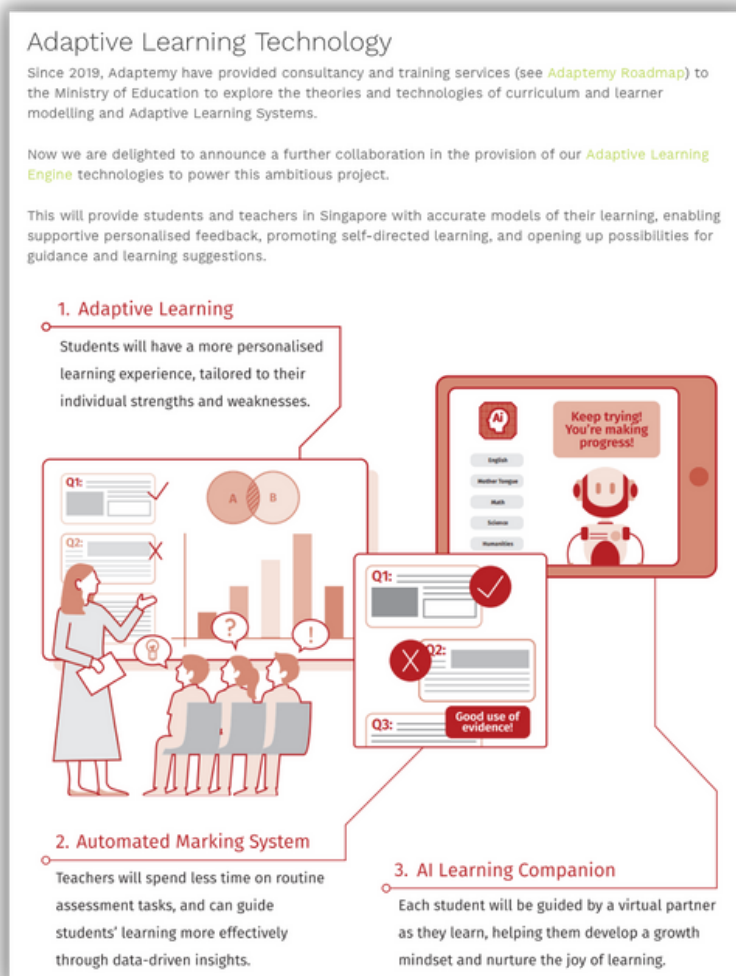 Adaptive Learning Technology
Since 2019, Adaptemy have provided consultancy and training services (see Adaptemy Roadmap) to
the Ministry of Education to explore the theories and technologies of curriculum and learner
modelling and Adaptive Learning Systems.
Now we are delighted to announce a further collaboration in the provision of our Adaptive Learning
Engine technologies to power this ambitious project.
This will provide students and teachers in Singapore with accurate models of their learning, enabling
supportive personalised feedback, promoting self-directed learning, and opening up possibilities for
guidance and learning suggestions.
1. Adaptive Learning
Students will have a more personalised
learning experience, tailored to their
individual strengths and weaknesses.
Ai
Keep trying!
You're making
progress!
English
Mother Tongue
Math
Science
Humanities
Q1:
A
B
Q2:
?
!
Q1:
Q2:
Q3:
Good use of
evidence!
2. Automated Marking System
Teachers will spend less time on routine
assessment tasks, and can guide
students' learning more effectively
through data-driven insights.
3. AI Learning Companion
Each student will be guided by a virtual partner
as they learn, helping them develop a growth
mindset and nurture the joy of learning.